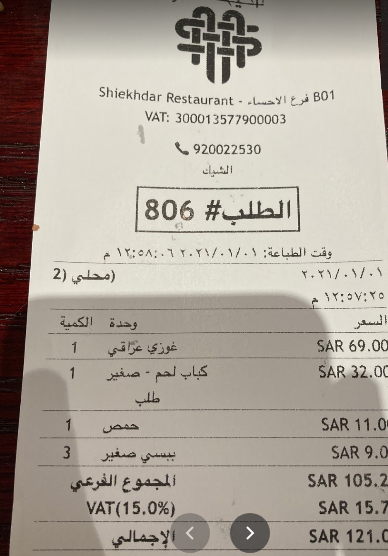 Shiekhdar Restaurant - فرع الاحساء B01
VAT: 300013577900003
920022530
الشيك
الطلب# 806
وقت الطباعة: ٢٠٢١/٠١/٠١ ١٢:٥٨:٠٦ م
٢٠٢١/٠١/٠١ (محلي (2
١٢:٥٧:٢٥ م
الكمية وحدة السعر
1 غوزي عراقي SAR 69.00
1 كباب لحم - صغير SAR 32.00
طلب
1 حمص SAR 11.0
3 بيبسي صغير SAR 9.0
المجموع الفرعي SAR 105.2
VAT(15.0%) SAR 15.7
الإجمالي SAR 121.0